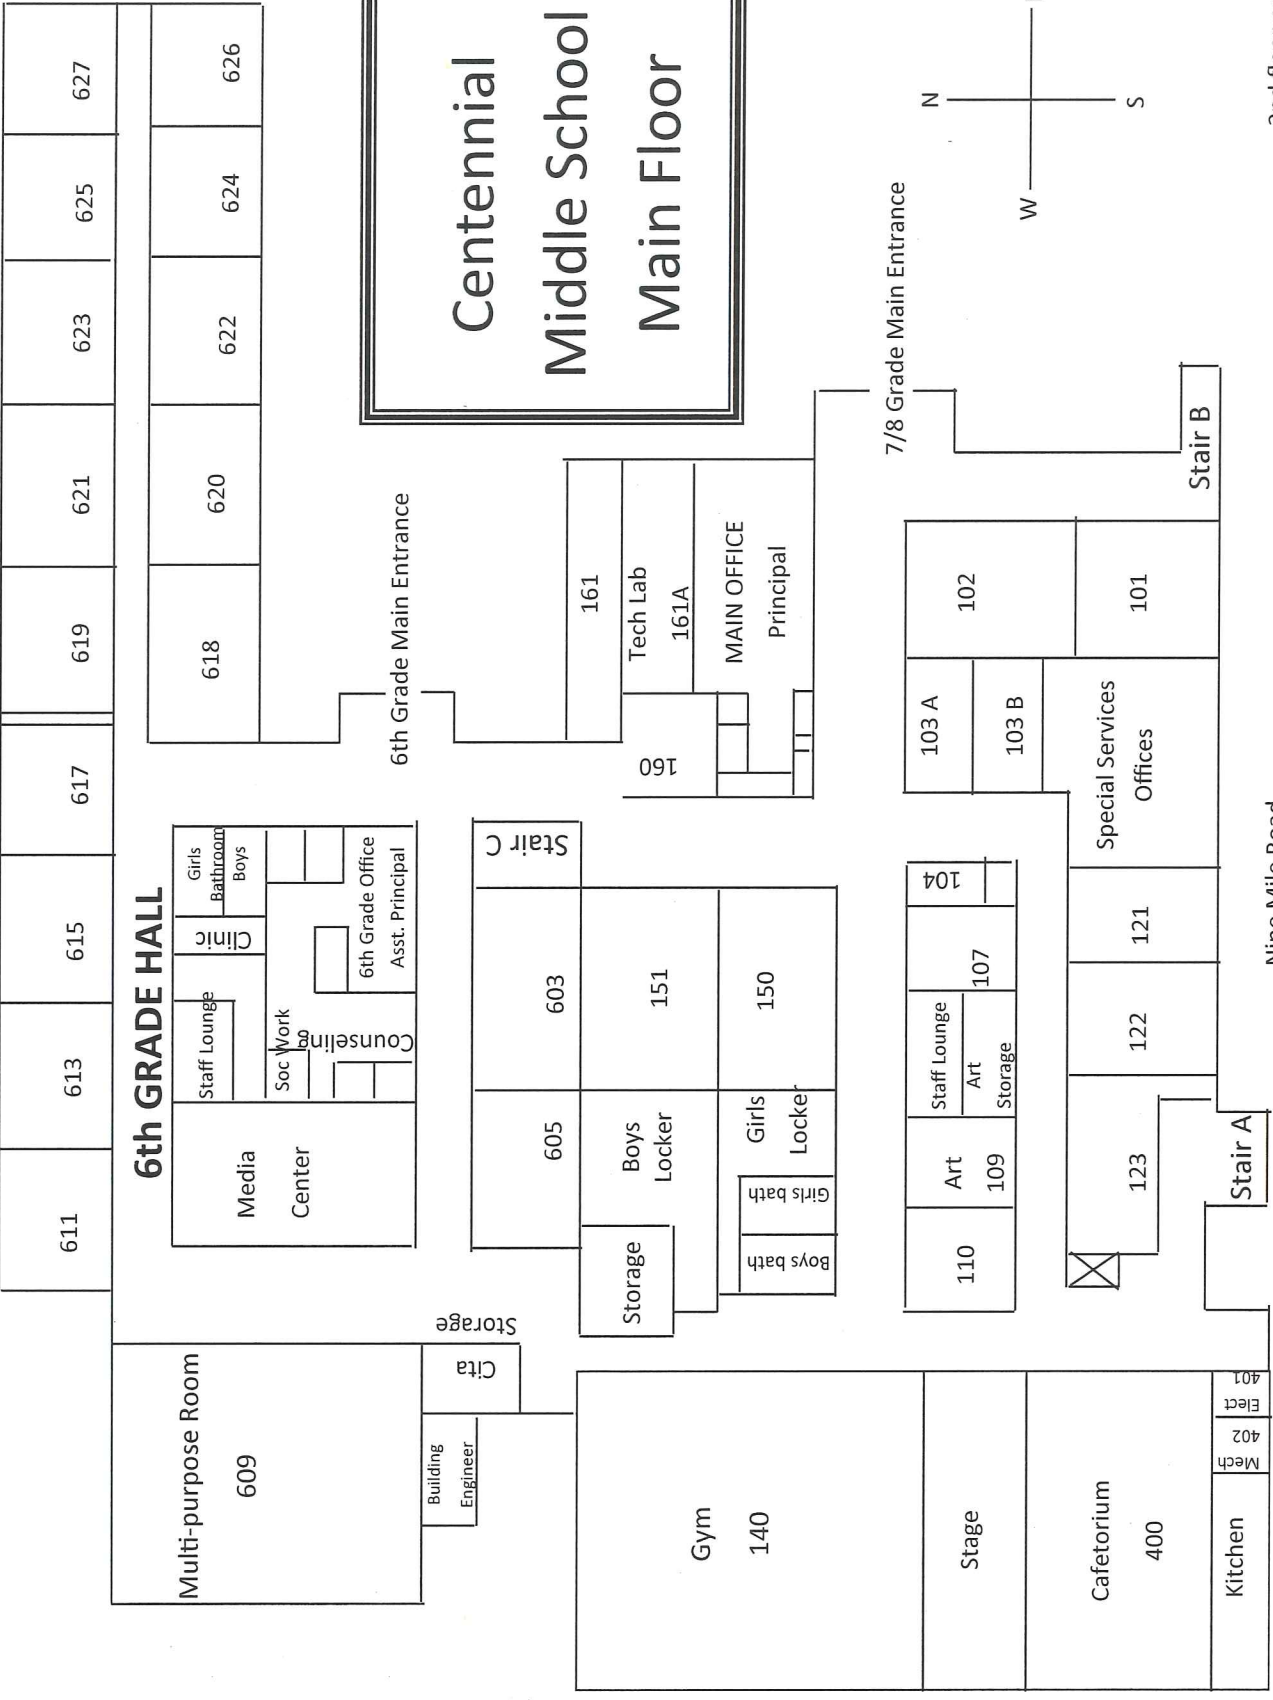 627
625
623
621
619
617
615
613
611
626
624
622
620
618
6th GRADE HALL
Girls
Bathroom
Boys
Clinic
Staff Lounge
Soc Work
Counseling
6th Grade Office
Asst. Principal
Media
Center
6th Grade Main Entrance
Centennial
Middle School
Main Floor
N
S
W
7/8 Grade Main Entrance
161
Tech Lab
161A
MAIN OFFICE
Principal
160
Stair C
603
605
151
150
Boys
Locker
Girls
Locker
Girls bath
Boys bath
Storage
Storage
Cita
Multi-purpose Room
609
Building
Engineer
Gym
140
Stage
Cafetorium
400
Kitchen
401
Elect
402
Mech
Stair B
102
101
103 A
103 B
Special Services
Offices
104
107
Staff Lounge
Art
Storage
Art
109
110
121
122
123
Stair A
Nine Mile Road